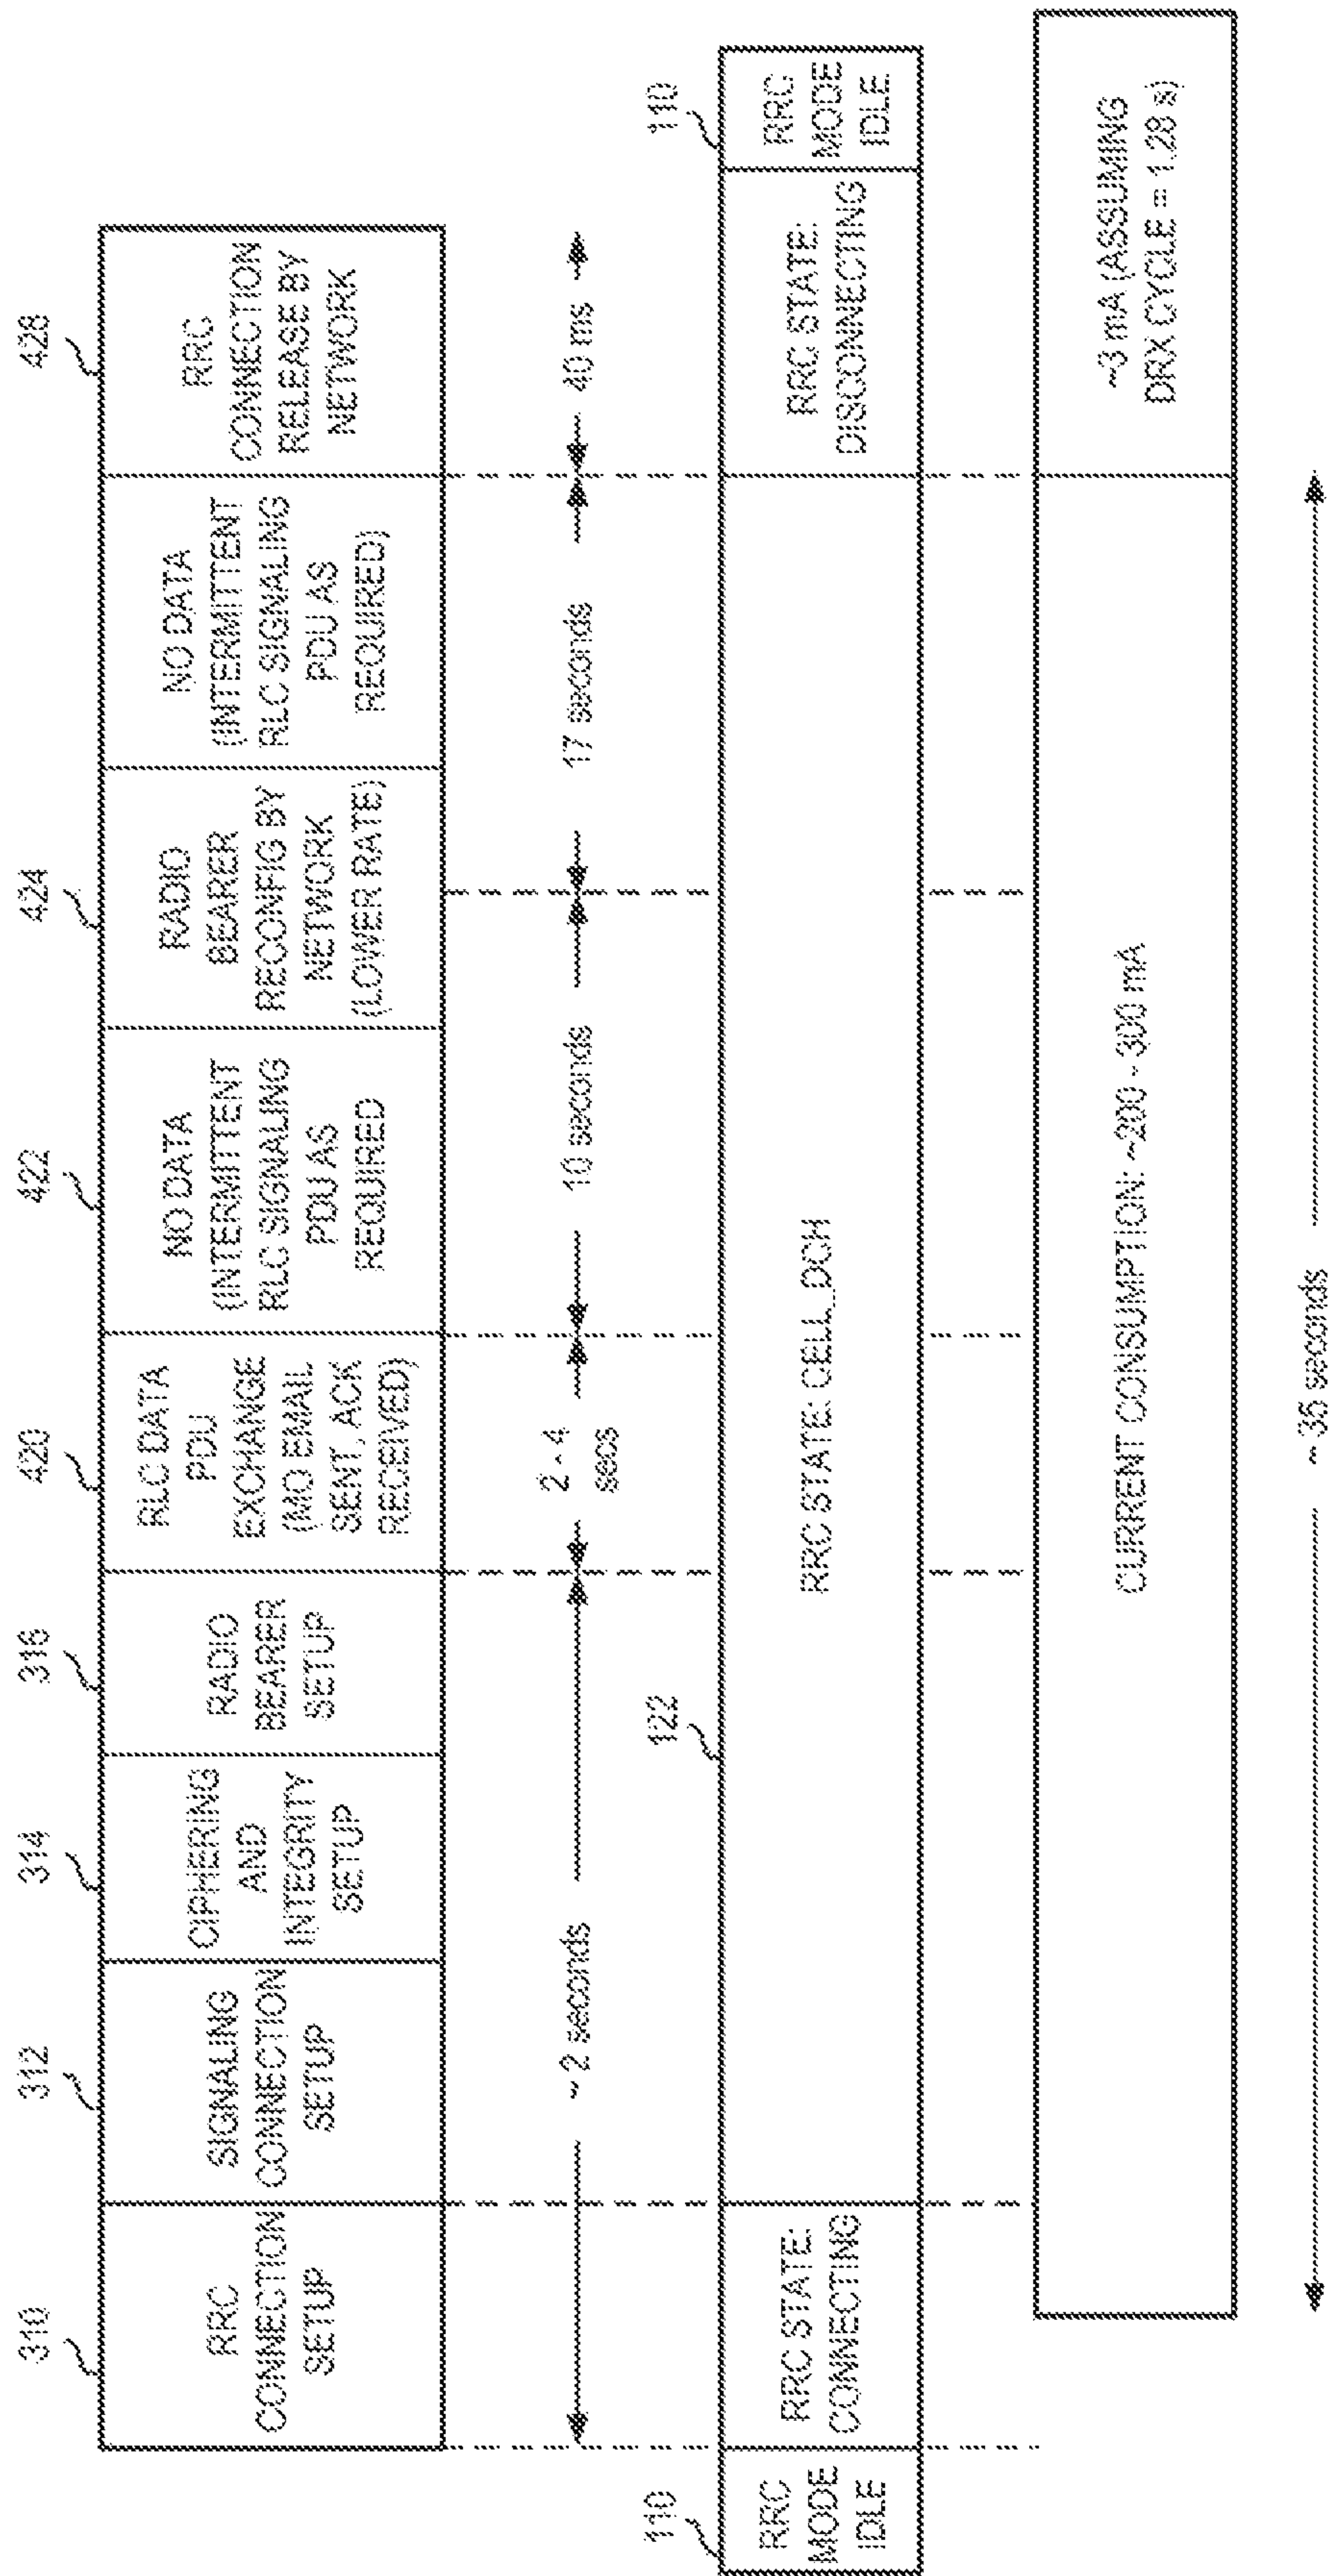 310
RRC
CONNECTION
SETUP
312
SIGNALING
CONNECTION
SETUP
314
CIPHERING
AND
INTEGRITY
SETUP
316
RADIO
BEARER
SETUP
420
RLC DATA
PDU
EXCHANGE
(MO EMAIL
SENT, ACK
RECEIVED)
422
NO DATA
(INTERMITTENT
RLC SIGNALING
PDU AS
REQUIRED
424
RADIO
BEARER
RECONFIG BY
NETWORK
(LOWER RATE)
NO DATA
(INTERMITTENT
RLC SIGNALING
PDU AS
REQUIRED)
428
RRC
CONNECTION
RELEASE BY
NETWORK
~ 2 seconds
2 - 4
secs
10 seconds
17 seconds
40 ms
110
RRC
MODE
IDLE
RRC STATE:
CONNECTING
122
RRC STATE: CELL_DCH
RRC STATE:
DISCONNECTING
110
RRC
MODE
IDLE
CURRENT CONSUMPTION: ~200 - 300 mA
~3 mA (ASSUMING
DRX CYCLE = 1.28 s)
~ 35 seconds